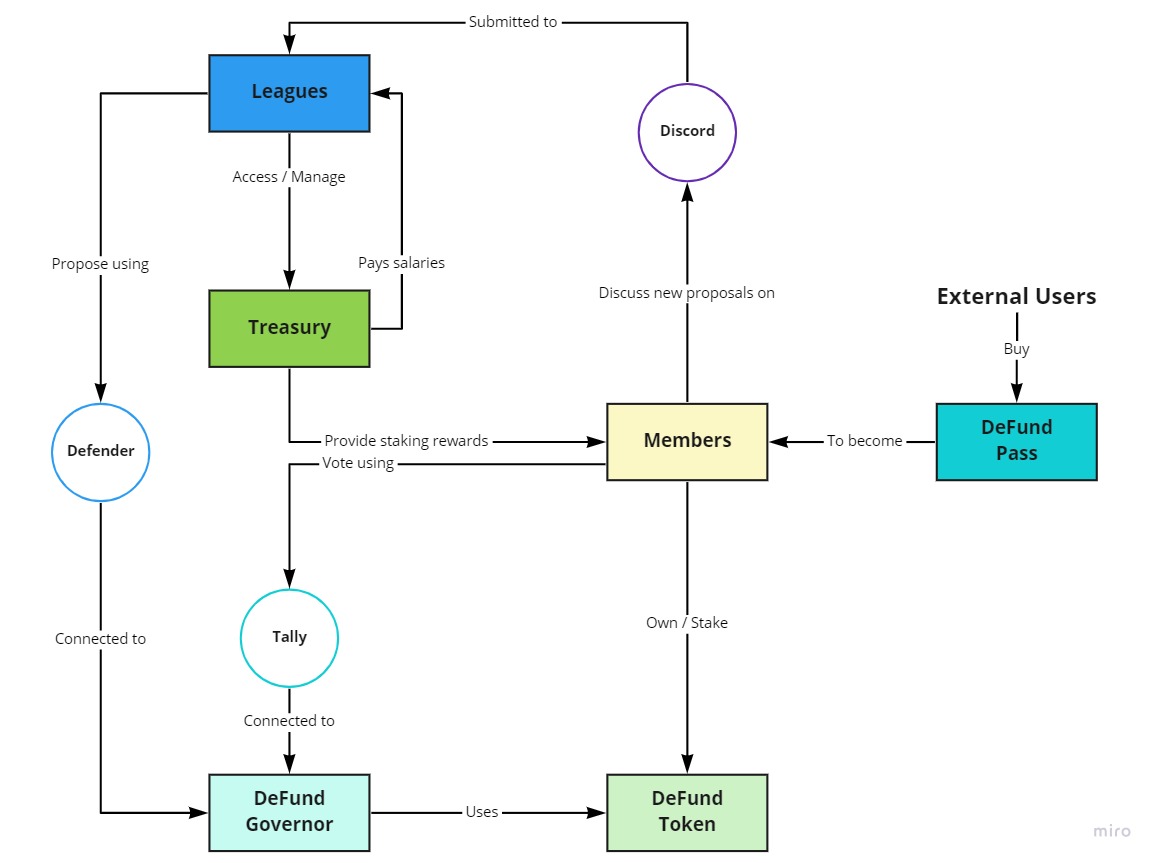 Submitted to
Leagues
Discord
Access / Manage
Propose using
Pays salaries
Discuss new proposals on
External Users
Treasury
Buy
Defender
Provide staking rewards
Vote using
Members
To become
DeFund
Pass
Own / Stake
Tally
Connected to
Connected to
DeFund
Governor
Uses
DeFund
Token
miro